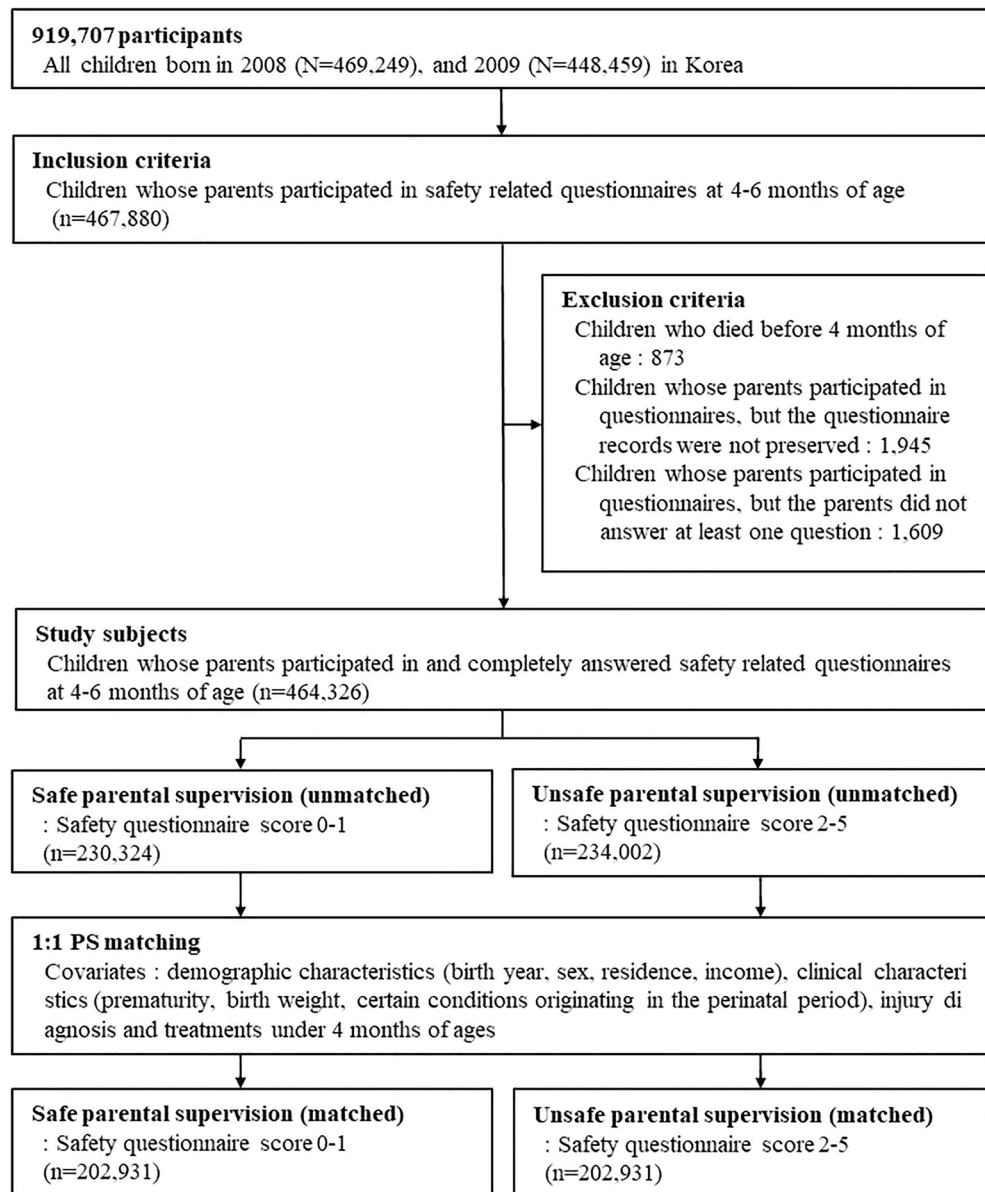 919,707 participants
All children born in 2008 (N=469,249), and 2009 (N=448,459) in Korea
Inclusion criteria
Children whose parents participated in safety related questionnaires at 4-6 months of age
(n=467,880)
Exclusion criteria
Children who died before 4 months of
age : 873
Children whose parents participated in
questionnaires, but the questionnaire
records were not preserved : 1,945
Children whose parents participated in
questionnaires, but the parents did not
answer at least one question : 1,609
Study subjects
Children whose parents participated in and completely answered safety related questionnaires
at 4-6 months of age (n=464,326)
Safe parental supervision (unmatched)
: Safety questionnaire score 0-1
(n=230,324)
Unsafe parental supervision (unmatched)
: Safety questionnaire score 2-5
(n=234,002)
1:1 PS matching
Covariates : demographic characteristics (birth year, sex, residence, income), clinical characteri
stics (prematurity, birth weight, certain conditions originating in the perinatal period), injury di
agnosis and treatments under 4 months of ages
Safe parental supervision (matched)
: Safety questionnaire score 0-1
(n=202,931)
Unsafe parental supervision (matched)
: Safety questionnaire score 2-5
(n=202,931)